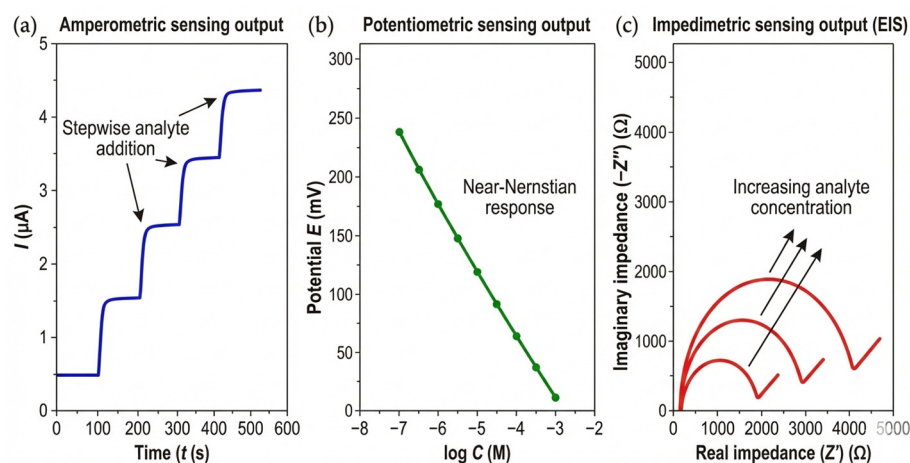 (a) Amperometric sensing output
5
4
3
2
1
0
I (μA)
Stepwise analyte
addition
0 100 200 300 400 500 600
Time (t (s)
(b) Potentiometric sensing output
300
250
200
150
100
50
0
Potential E (mV)
Near-Nernstian
response
−8 −7 −6 −5 −4 −3 −2 −1 −2
log C (M)
(c) Impedimetric sensing output (EIS)
5000
4000
3000
2000
1000
0
Imaginary impedance (−Z″) (Ω)
Increasing analyte
concentration
0 1000 2000 3000 4000 5000
Real impedance (Z′) (Ω)